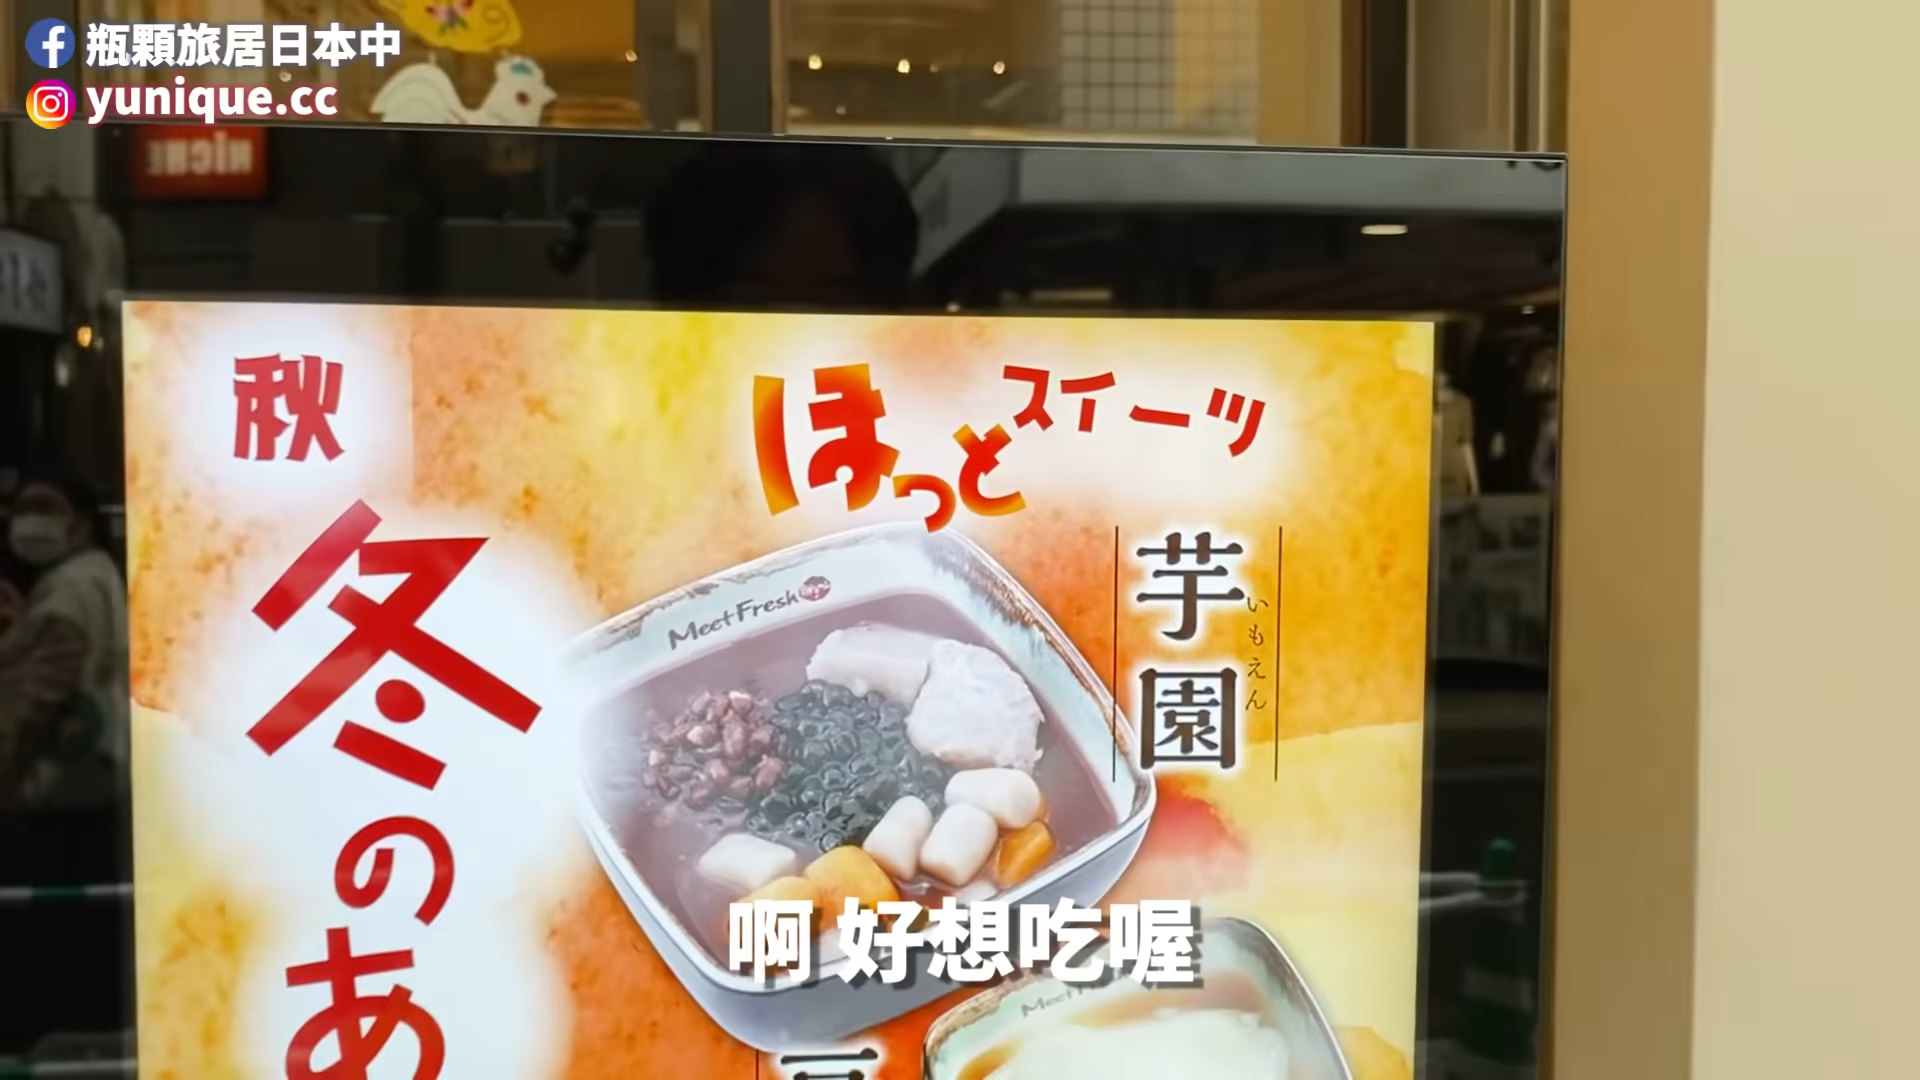 瓶顆旅居日本中
yunique.cc
NICHE
秋
冬のあ
ほっとスイーツ
MeetFresh
芋園
いもえん
啊 好想吃喔